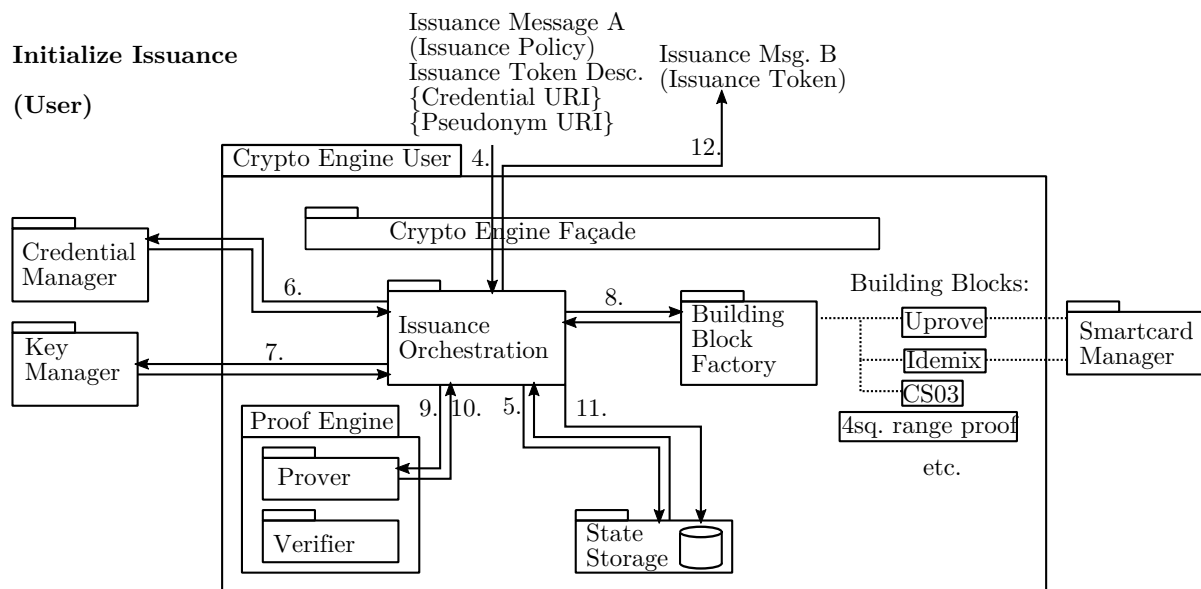 Initialize Issuance
(User)
Issuance Message A
(Issuance Policy)
Issuance Token Desc.
{Credential URI}
{Pseudonym URI}
Issuance Msg. B
(Issuance Token)
4.
12.
Crypto Engine User
Crypto Engine Façade
Credential
Manager
6.
Key
Manager
7.
Issuance
Orchestration
8.
Building
Block
Factory
Building Blocks:
Uprove
Idemix
CS03
4sq. range proof
etc.
Smartcard
Manager
9.
10.
5.
11.
Proof Engine
Prover
Verifier
State
Storage